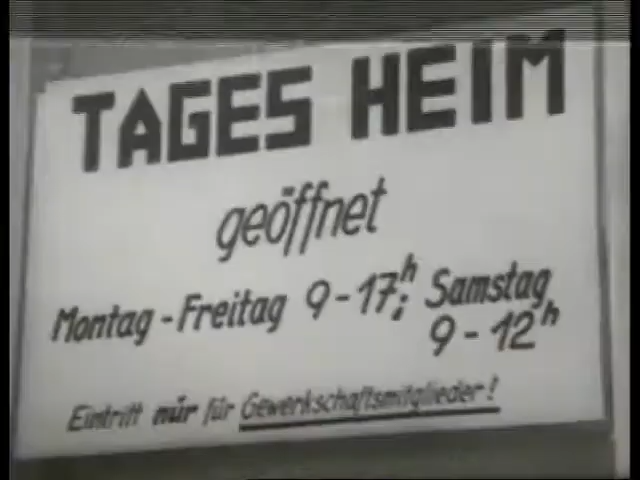 TAGES HEIM
geöffnet
Montag - Freitag 9 - 17h; Samstag
9 - 12h
Eintritt nur für Gewerkschaftsmitglieder!